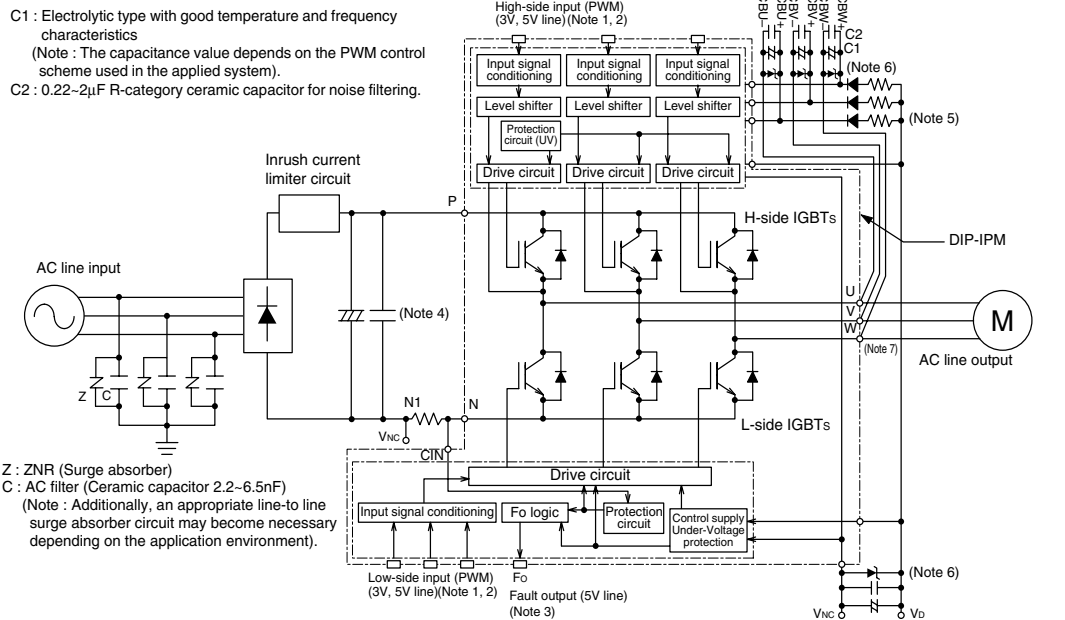 C1 : Electrolytic type with good temperature and frequency
characteristics
(Note : The capacitance value depends on the PWM control
scheme used in the applied system).
C2 : 0.22~2μF R-category ceramic capacitor for noise filtering.
High-side input (PWM)
(3V, 5V line)(Note 1, 2)
CBU–
CBU+
CBV–
CBV+
CBW–
CBW+
C2
C1
(Note 6)
(Note 5)
Input signal
conditioning
Input signal
conditioning
Input signal
conditioning
Level shifter
Level shifter
Level shifter
Protection
circuit (UV)
Drive circuit
Drive circuit
Drive circuit
Inrush current
limiter circuit
P
H-side IGBTS
DIP-IPM
AC line input
U
V
W
(Note 4)
(Note 7)
M
AC line output
Z
C
N1
N
VNC
CIN
L-side IGBTS
Z : ZNR (Surge absorber)
C : AC filter (Ceramic capacitor 2.2~6.5nF)
(Note : Additionally, an appropriate line-to line
surge absorber circuit may become necessary
depending on the application environment).
Drive circuit
Input signal conditioning
Fo logic
Protection
circuit
Control supply
Under-Voltage
protection
Low-side input (PWM)
(3V, 5V line)(Note 1, 2)
FO
Fault output (5V line)
(Note 3)
(Note 6)
VNC
VD